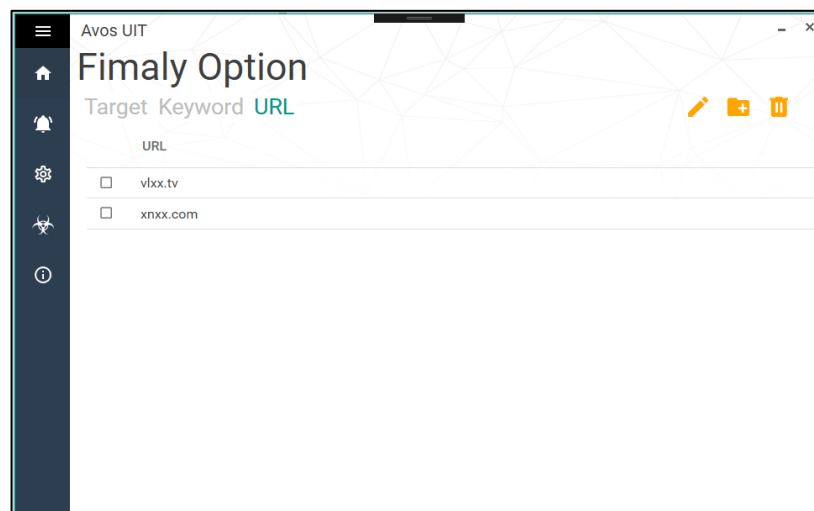 Avos UIT
Fimaly Option
Target Keyword URL
URL
vlxx.tv
xnxx.com